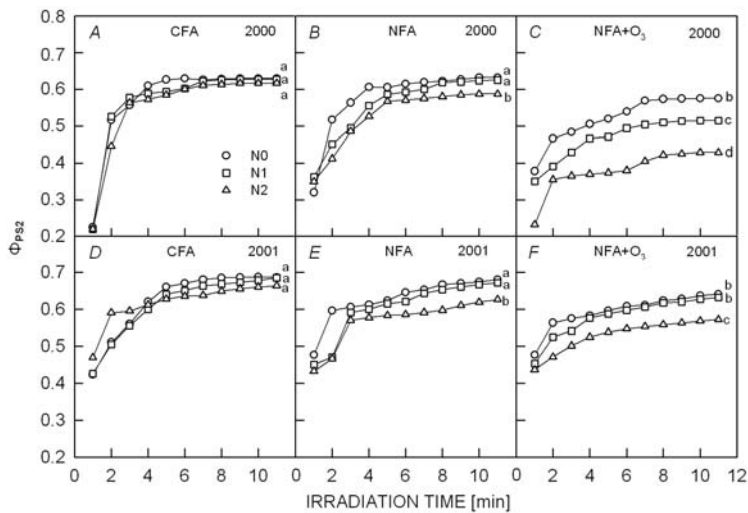 A CFA 2000
B NFA 2000
C NFA+O3 2000
0.8
0.7
0.6
0.5
0.4
0.3
0.2
a
a
a
a
a
b
b
c
d
N0
N1
N2
ΦPS2
D CFA 2001
E NFA 2001
F NFA+O3 2001
0.7
0.6
0.5
0.4
0.3
0.2
a
a
a
a
a
b
b
b
c
0 2 4 6 8 10
0 2 4 6 8 10
0 2 4 6 8 10 12
IRRADIATION TIME [min]